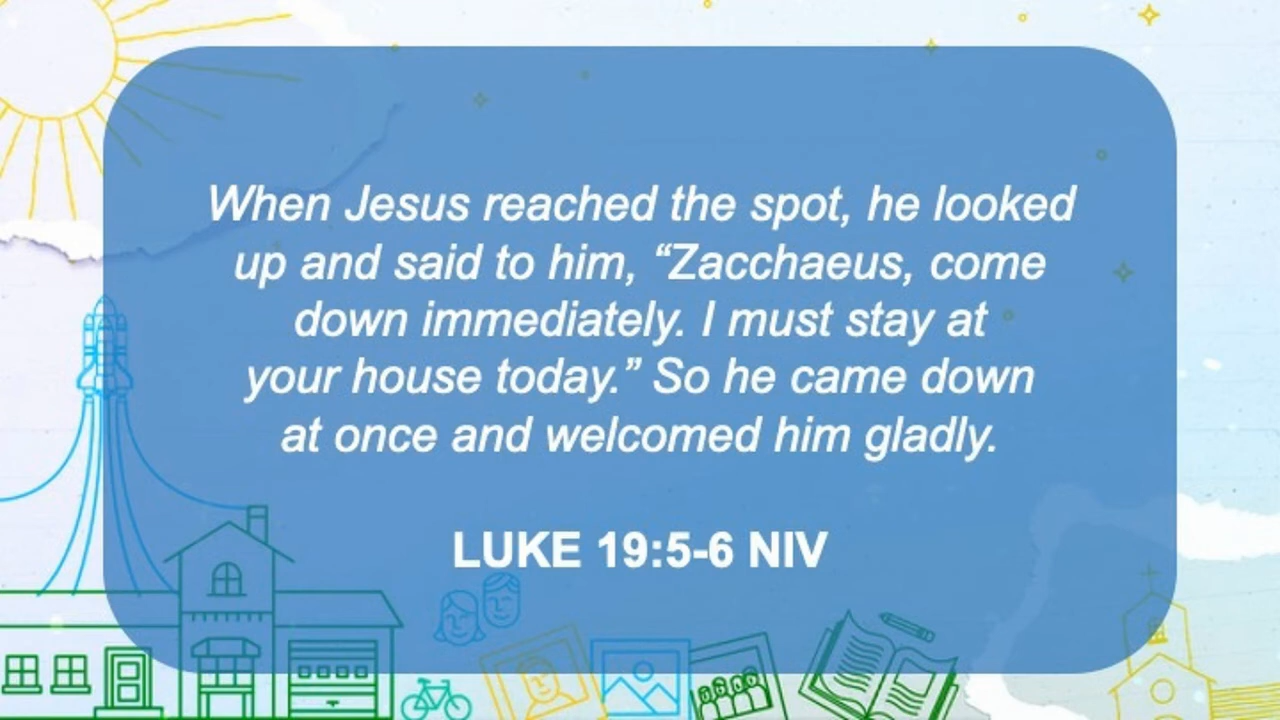 When Jesus reached the spot, he looked
up and said to him, “Zacchaeus, come
down immediately. I must stay at
your house today.” So he came down
at once and welcomed him gladly.
LUKE 19:5-6 NIV